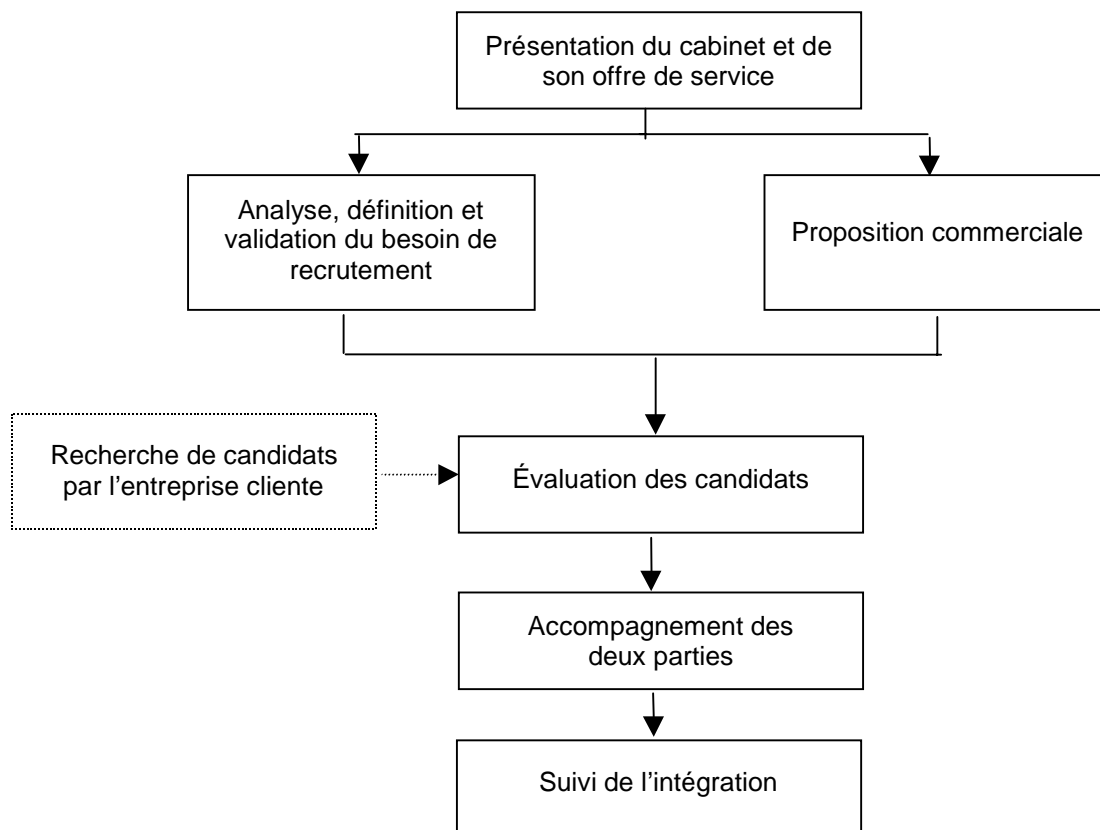 Présentation du cabinet et de
son offre de service
Analyse, définition et
validation du besoin de
recrutement
Proposition commerciale
Recherche de candidats
par l’entreprise cliente
Évaluation des candidats
Accompagnement des
deux parties
Suivi de l’intégration